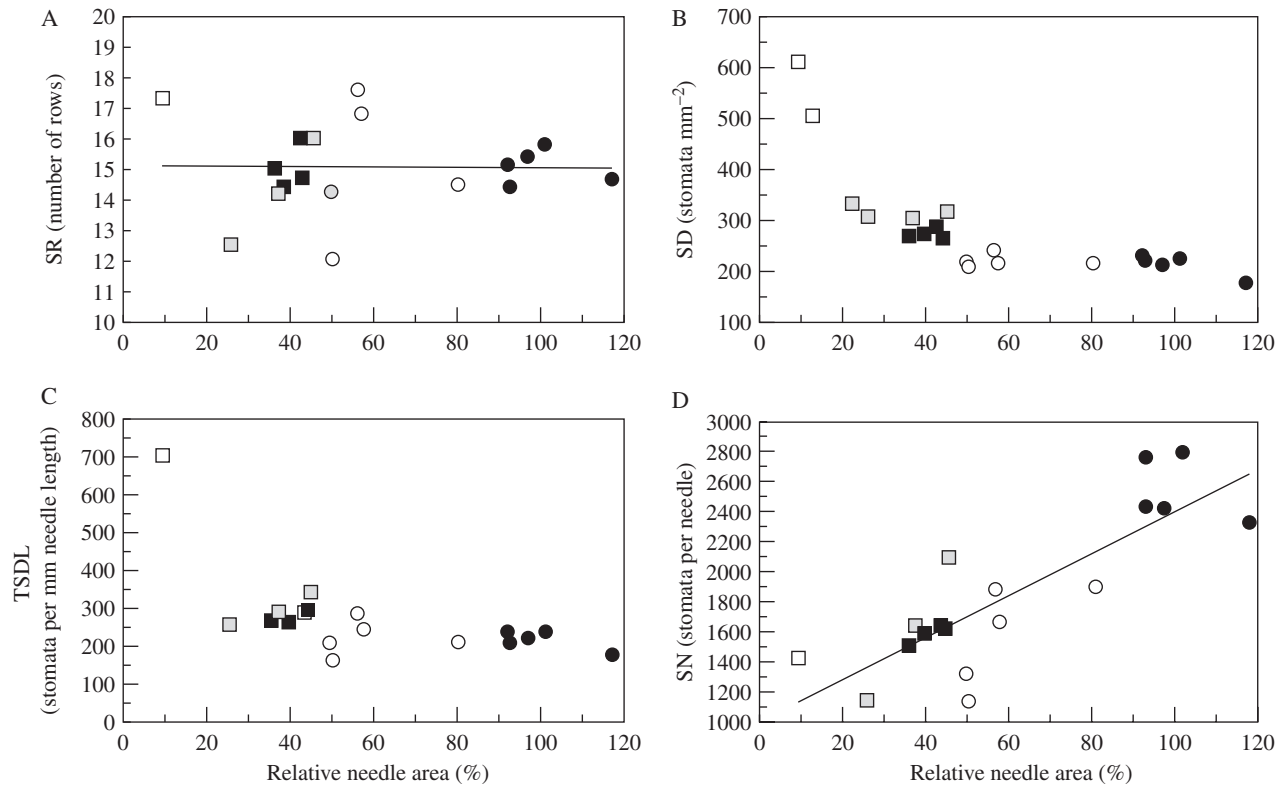 A
SR (number of rows)
20
19
18
17
16
15
14
13
12
11
10
0 20 40 60 80 100 120
B
SD (stomata mm⁻²)
700
600
500
400
300
200
100
0 20 40 60 80 100 120
C
TSDL
(stomata per mm needle length)
800
700
600
500
400
300
200
100
0
0 20 40 60 80 100 120
Relative needle area (%)
D
SN (stomata per needle)
3000
2800
2600
2400
2200
2000
1800
1600
1400
1200
1000
0 20 40 60 80 100 120
Relative needle area (%)